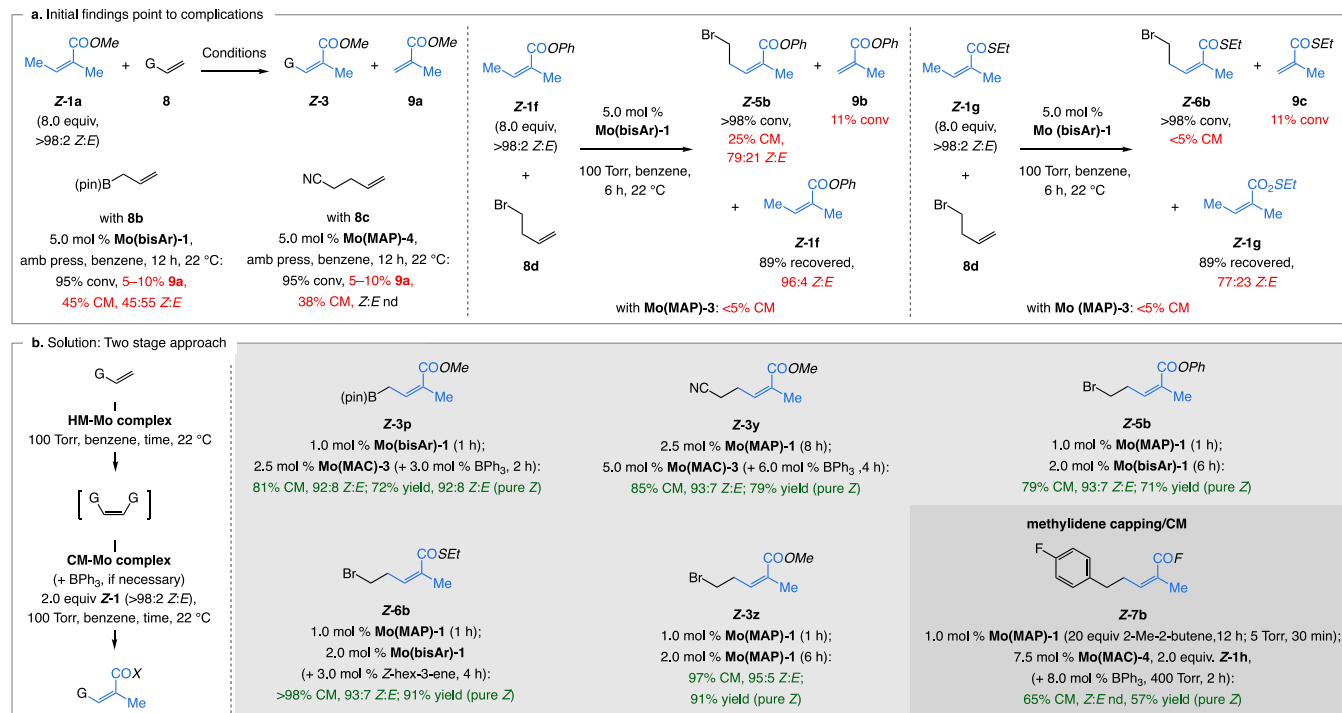 a. Initial findings point to complications
COOMe
Me
Me
Z-1a
(8.0 equiv,
>98:2 Z:E)
+
G
8
Conditions
COOMe
G
Me
Z-3
+
COOMe
Me
9a
(pin)B
with 8b
5.0 mol % Mo(bisAr)-1,
amb press, benzene, 12 h, 22 °C:
95% conv, 5–10% 9a,
45% CM, 45:55 Z:E
NC
with 8c
5.0 mol % Mo(MAP)-4,
amb press, benzene, 12 h, 22 °C:
95% conv, 5–10% 9a,
38% CM, Z:E nd
COOPh
Me
Me
Z-1f
(8.0 equiv,
>98:2 Z:E)
+
Br
8d
5.0 mol %
Mo(bisAr)-1
100 Torr, benzene,
6 h, 22 °C
Br
COOPh
Me
Z-5b
>98% conv,
25% CM,
79:21 Z:E
+
COOPh
Me
9b
11% conv
+
COOPh
Me
Me
Z-1f
89% recovered,
96:4 Z:E
with Mo(MAP)-3: <5% CM
COSEt
Me
Me
Z-1g
(8.0 equiv,
>98:2 Z:E)
+
Br
8d
5.0 mol %
Mo (bisAr)-1
100 Torr, benzene,
6 h, 22 °C
Br
COSEt
Me
Z-6b
>98% conv,
<5% CM
+
COSEt
Me
9c
11% conv
+
CO2SEt
Me
Me
Z-1g
89% recovered,
77:23 Z:E
with Mo (MAP)-3: <5% CM
b. Solution: Two stage approach
G
HM-Mo complex
100 Torr, benzene, time, 22 °C
G G
CM-Mo complex
(+ BPh3, if necessary)
2.0 equiv Z-1 (>98:2 Z:E),
100 Torr, benzene, time, 22 °C
COX
G
Me
COOMe
(pin)B
Me
Z-3p
1.0 mol % Mo(bisAr)-1 (1 h);
2.5 mol % Mo(MAC)-3 (+ 3.0 mol % BPh3, 2 h):
81% CM, 92:8 Z:E; 72% yield, 92:8 Z:E (pure Z)
COOMe
NC
Me
Z-3y
2.5 mol % Mo(MAP)-1 (8 h);
5.0 mol % Mo(MAC)-3 (+ 6.0 mol % BPh3 ,4 h):
85% CM, 93:7 Z:E; 79% yield (pure Z)
COOPh
Br
Me
Z-5b
1.0 mol % Mo(MAP)-1 (1 h);
2.0 mol % Mo(bisAr)-1 (6 h):
79% CM, 93:7 Z:E; 71% yield (pure Z)
COSEt
Br
Me
Z-6b
1.0 mol % Mo(MAP)-1 (1 h);
2.0 mol % Mo(bisAr)-1
(+ 3.0 mol % Z-hex-3-ene, 4 h):
>98% CM, 93:7 Z:E; 91% yield (pure Z)
COOMe
Br
Me
Z-3z
1.0 mol % Mo(MAP)-1 (1 h);
2.0 mol % Mo(MAP)-1 (6 h):
97% CM, 95:5 Z:E;
91% yield (pure Z)
methylidene capping/CM
F
COF
Me
Z-7b
1.0 mol % Mo(MAP)-1 (20 equiv 2-Me-2-butene,12 h; 5 Torr, 30 min);
7.5 mol % Mo(MAC)-4, 2.0 equiv. Z-1h,
(+ 8.0 mol % BPh3, 400 Torr, 2 h):
65% CM, Z:E nd, 57% yield (pure Z)